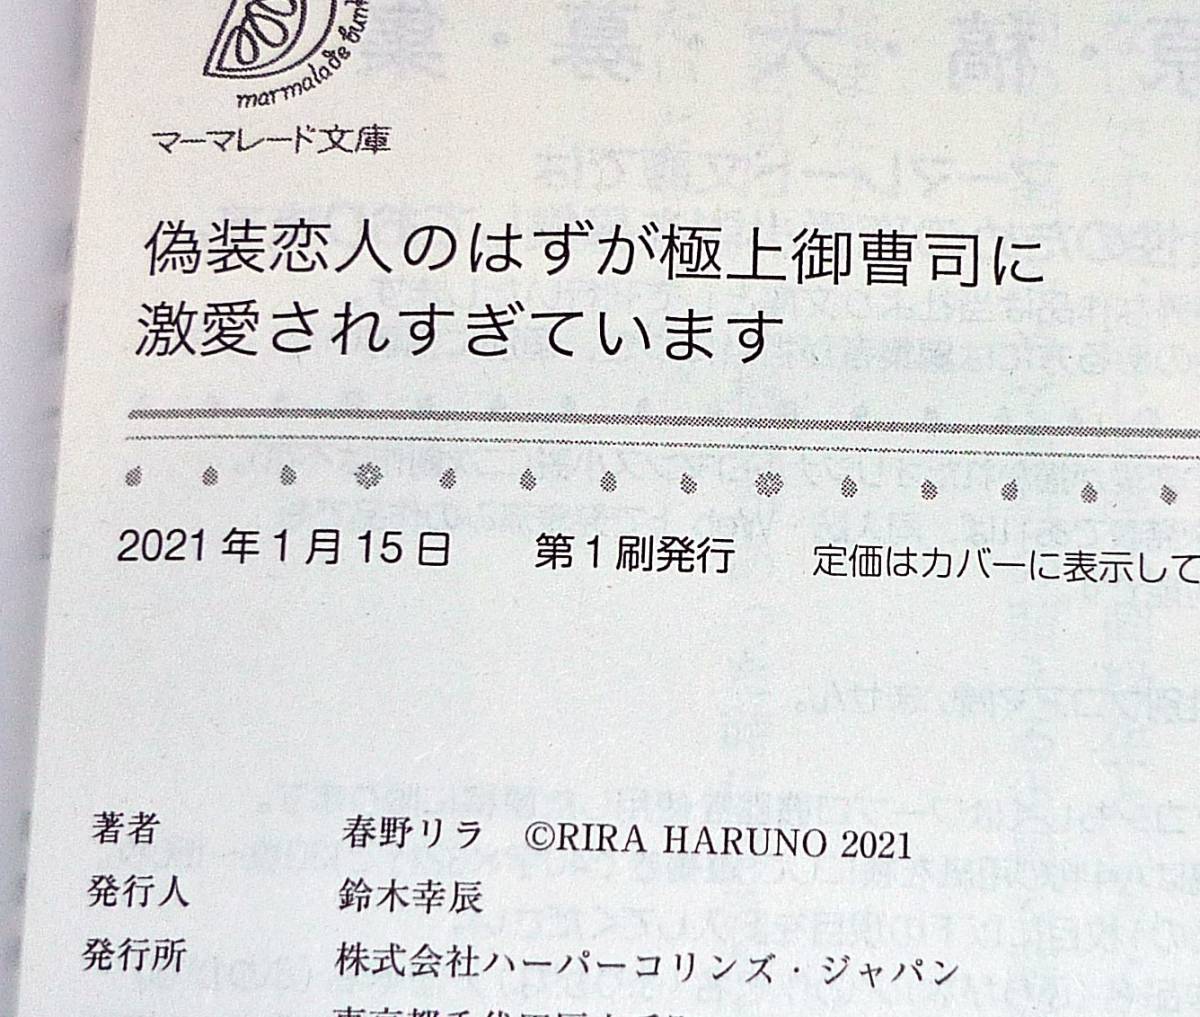 marmalade bunk
マーマレード文庫
偽装恋人のはずが極上御曹司に
激愛されすぎています
2021年1月15日　第1刷発行　定価はカバーに表示して
著者　春野リラ　©RIRA HARUNO 2021
発行人　鈴木幸辰
発行所　株式会社ハーパーコリンズ・ジャパン